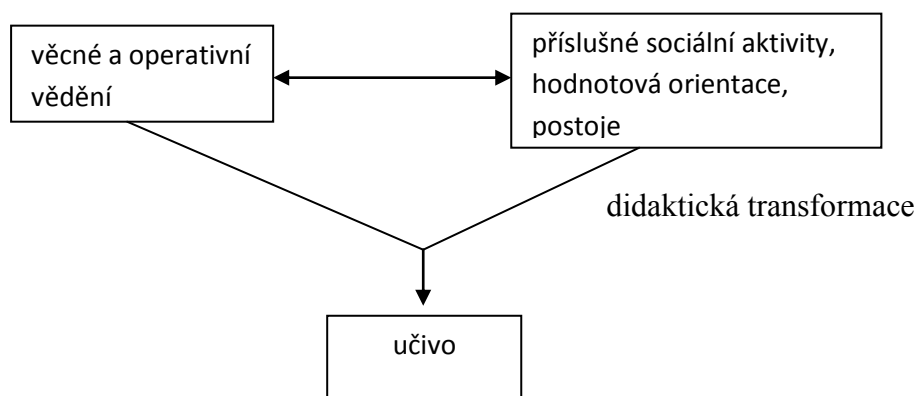 věcné a operativní
vědění
příslušné sociální aktivity,
hodnotová orientace,
postoje
didaktická transformace
učivo